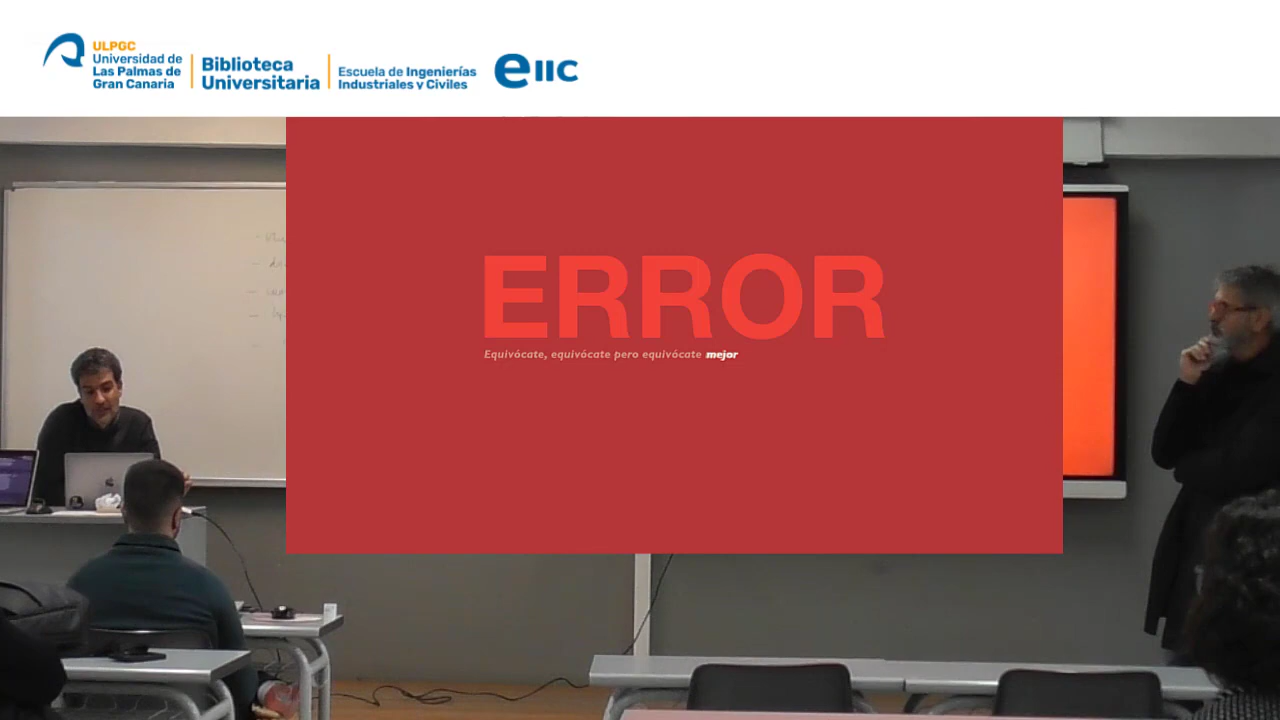 ULPGC
Universidad de
Las Palmas de
Gran Canaria
Biblioteca
Universitaria
Escuela de Ingenierías
Industriales y Civiles
eIIC
ERROR
Equivócate, equivócate pero equivócate mejor